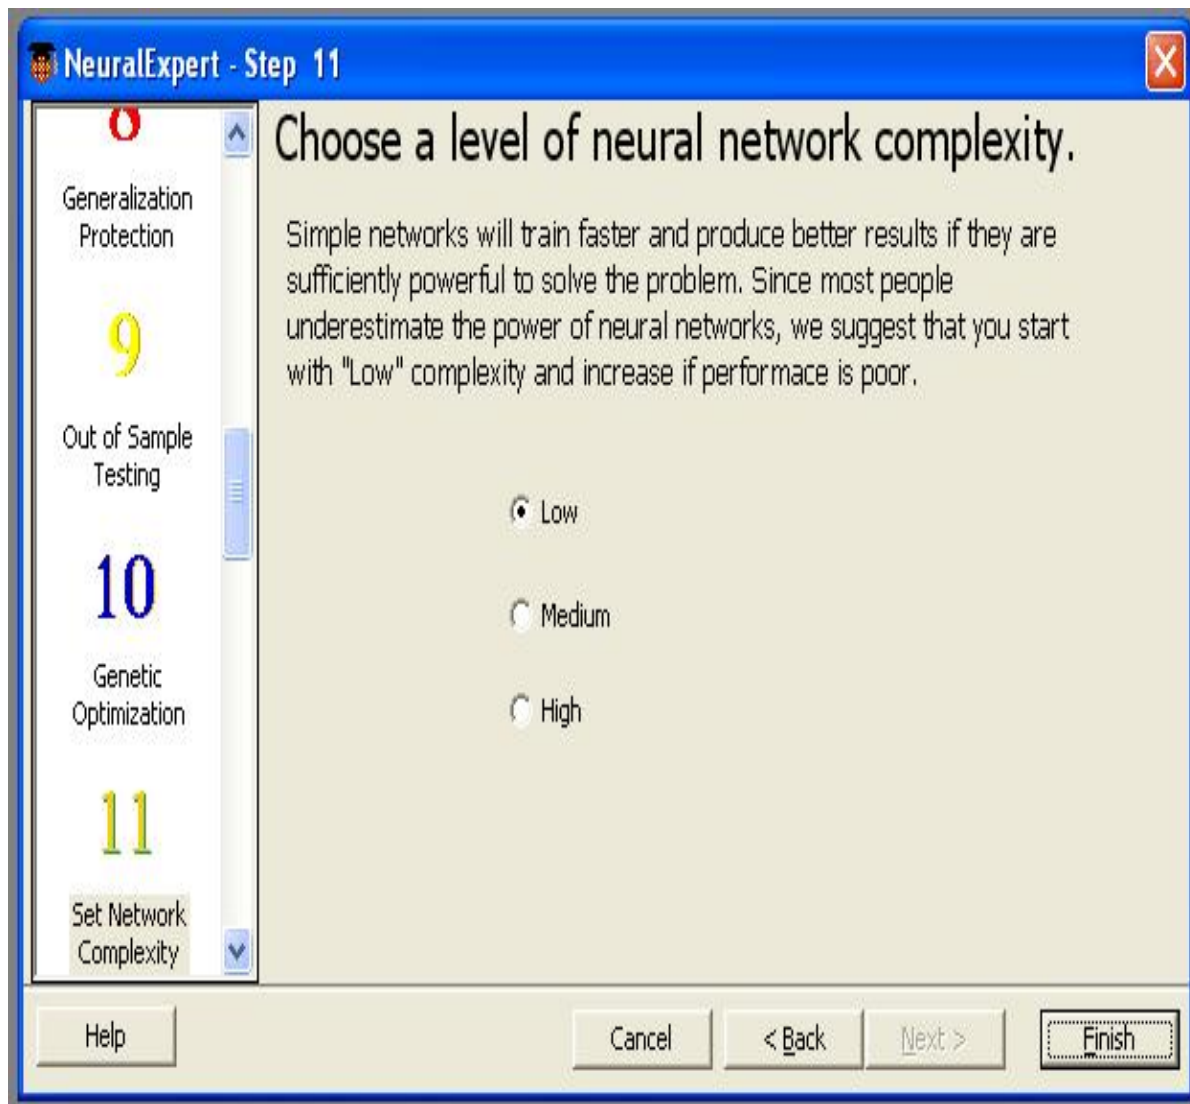 NeuralExpert - Step 11
8
Generalization
Protection
9
Out of Sample
Testing
10
Genetic
Optimization
11
Set Network
Complexity
Choose a level of neural network complexity.
Simple networks will train faster and produce better results if they are
sufficiently powerful to solve the problem. Since most people
underestimate the power of neural networks, we suggest that you start
with "Low" complexity and increase if performace is poor.
Low
Medium
High
Help
Cancel
< Back
Next >
Finish